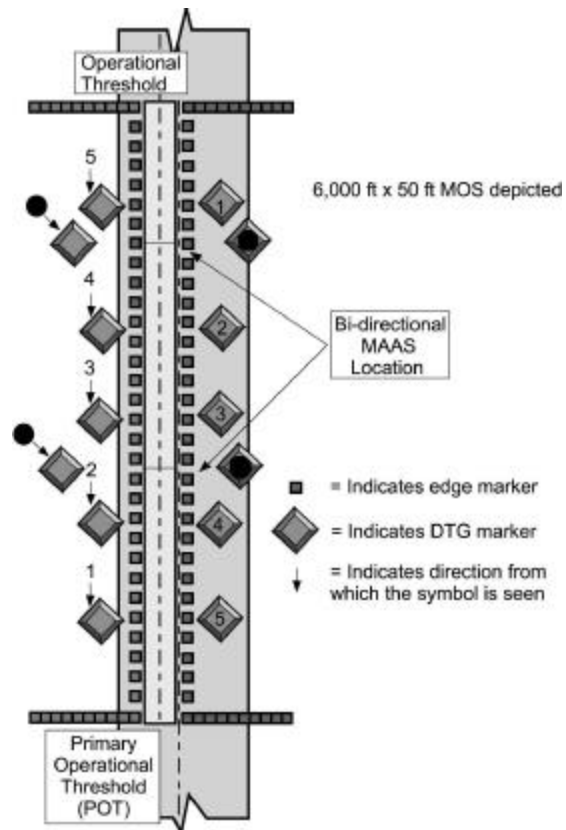 Operational
Threshold
5
1
6,000 ft x 50 ft MOS depicted
4
2
Bi-directional
MAAS
Location
3
3
2
= Indicates edge marker
4
= Indicates DTG marker
1
= Indicates direction from
which the symbol is seen
5
Primary
Operational
Threshold
(POT)